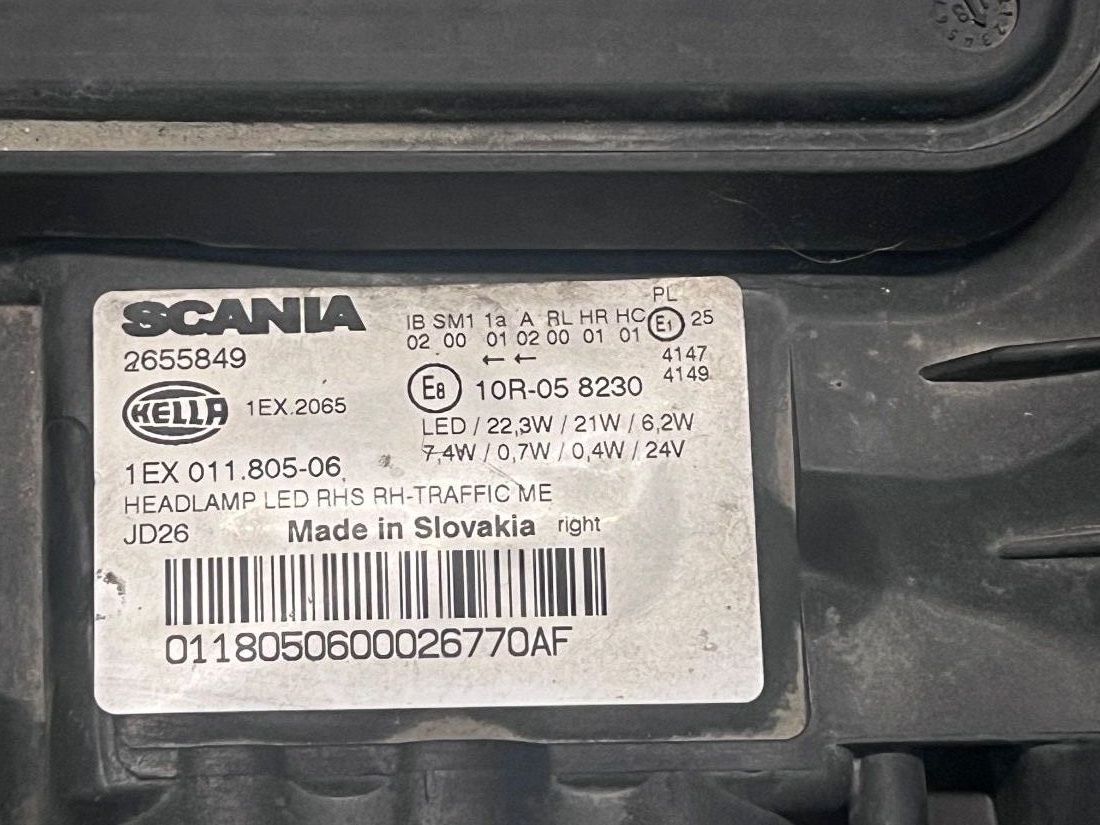 SCANIA
2655849
HELLA 1EX.2065
1EX 011.805-06
HEADLAMP LED RHS RH-TRAFFIC ME
JD26 Made in Slovakia right
0118050600026770AF
IB SM1 1a A RL HR HC PL
02 00 01 02 00 01 01 E1 25
←←
4147
4149
E8 10R-05 8230
LED / 22,3W / 21W / 6,2W
7,4W / 0,7W / 0,4W / 24V